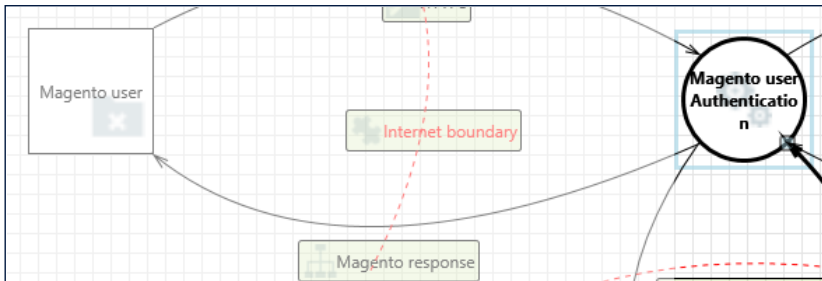 Magento user
Internet boundary
Magento user
Authenticatio
n
Magento response